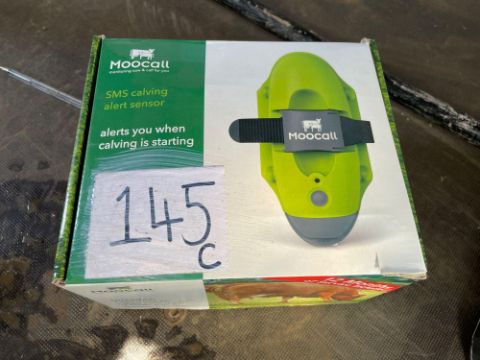 Moocall
monitoring cow & calf for you
SMS calving
alert sensor
alerts you when
calving is starting
Moocall
145
C
Moocall